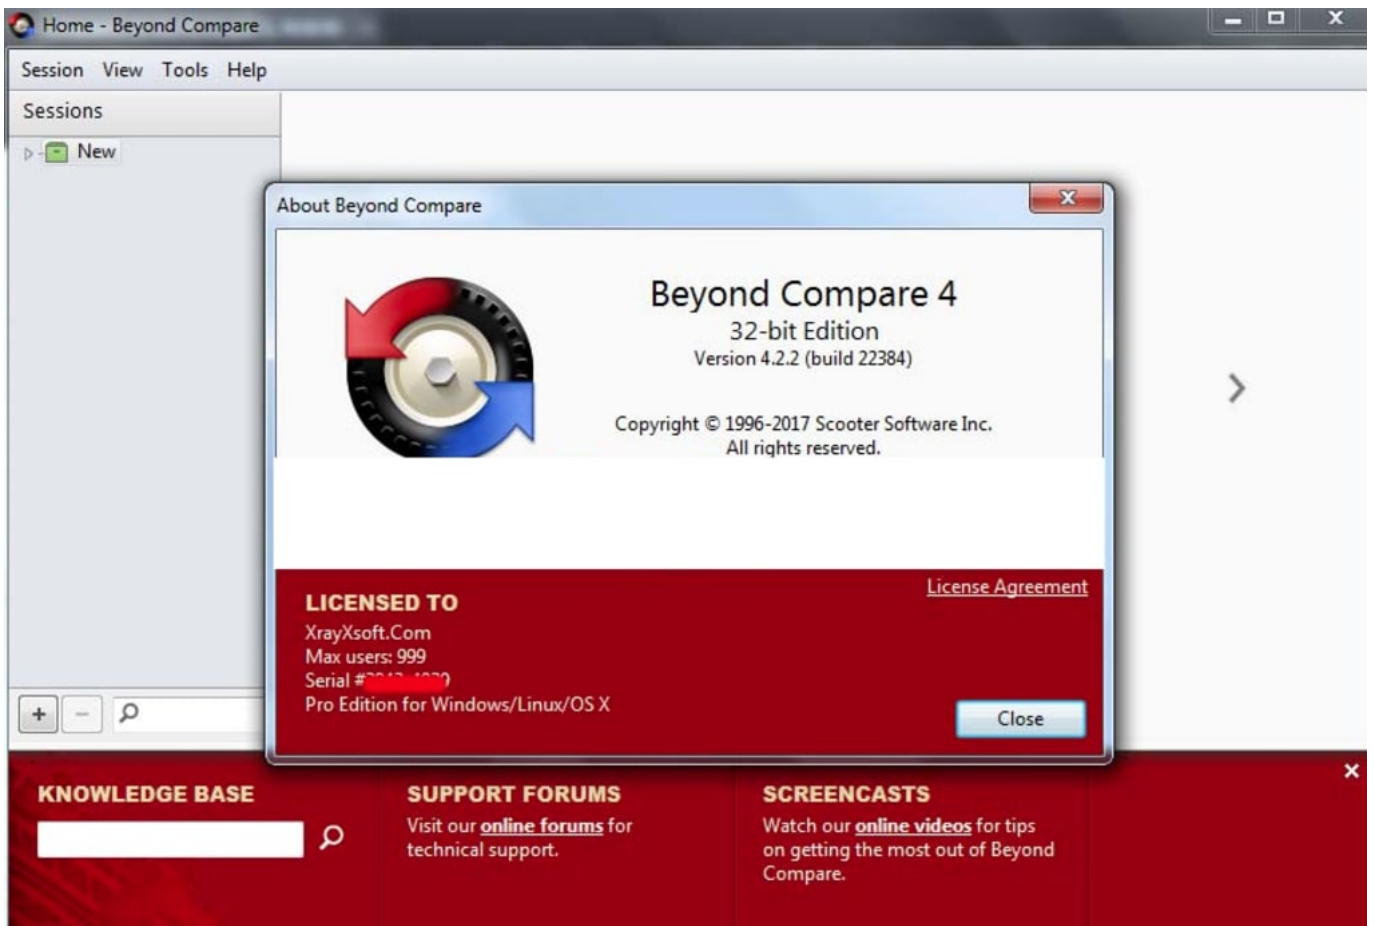 Home - Beyond Compare
Session View Tools Help
Sessions
New
About Beyond Compare
Beyond Compare 4
32-bit Edition
Version 4.2.2 (build 22384)
Copyright © 1996-2017 Scooter Software Inc.
All rights reserved.
License Agreement
LICENSED TO
XrayXsoft.Com
Max users: 999
Serial #
Pro Edition for Windows/Linux/OS X
Close
KNOWLEDGE BASE
SUPPORT FORUMS
Visit our online forums for
technical support.
SCREENCASTS
Watch our online videos for tips
on getting the most out of Beyond
Compare.